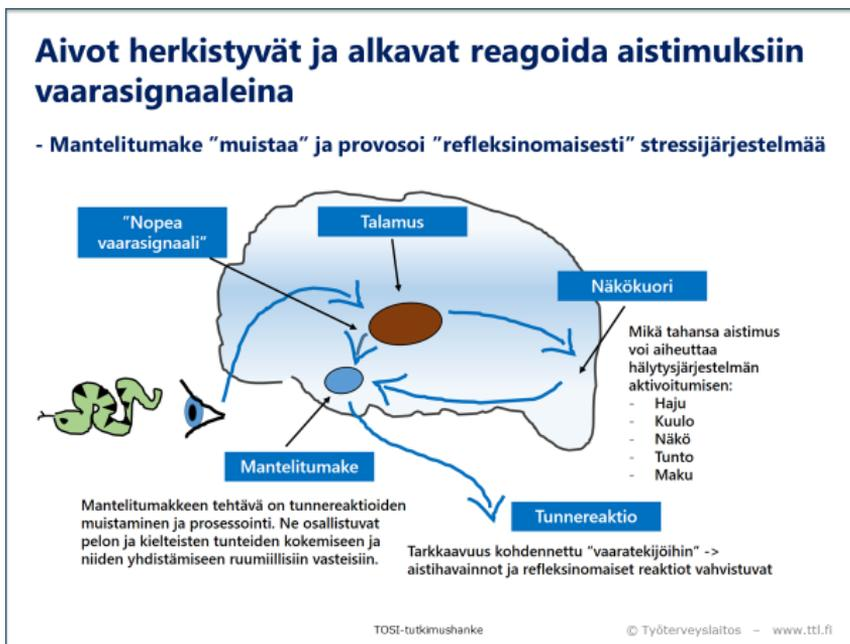 Aivot herkistyvät ja alkavat reagoida aistimuksiin
vaarasignaaleina
- Mantelitumake ”muistaa” ja provosoi ”refleksinomaisesti” stressijärjestelmää
”Nopea
vaarasignaali”
Talamus
Näkökuori
Mikä tahansa aistimus
voi aiheuttaa
hälytysjärjestelmän
aktivoitumisen:
- Haju
- Kuulo
- Näkö
- Tunto
- Maku
Mantelitumake
Mantelitumakkeen tehtävä on tunnereaktioiden
muistaminen ja prosessointi. Ne osallistuvat
pelon ja kielteisten tunteiden kokemiseen ja
niiden yhdistämiseen ruumiillisiin vasteisiin.
Tunnereaktio
Tarkkaavuus kohdennettu ”vaaratekijöihin” ->
aistihavainnot ja refleksinomaiset reaktiot vahvistuvat
TOSI-tutkimushanke
© Työterveyslaitos – www.ttl.fi